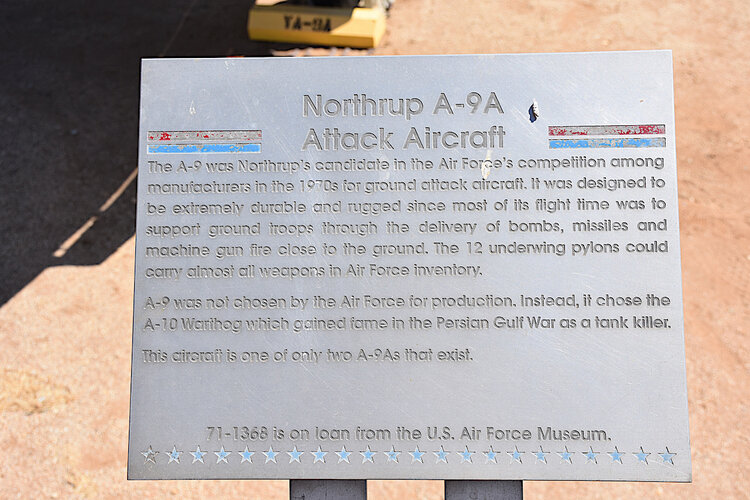 YA-9A
Northrup A-9A
Attack Aircraft
The A-9 was Northrup's candidate in the Air Force's competition among
manufacturers in the 1970s for ground attack aircraft. It was designed to
be extremely durable and rugged since most of its flight time was to
support ground troops through the delivery of bombs, missiles and
machine gun fire close to the ground. The 12 underwing pylons could
carry almost all weapons in Air Force inventory.
A-9 was not chosen by the Air Force for production. Instead, it chose the
A-10 Warthog which gained fame in the Persian Gulf War as a tank killer.
This aircraft is one of only two A-9As that exist.
71-1368 is on loan from the U.S. Air Force Museum.